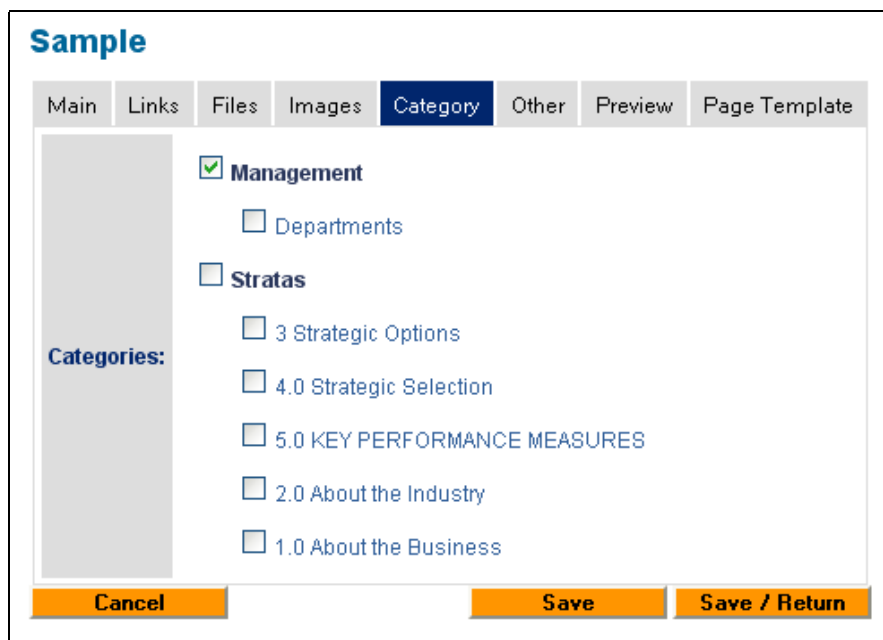 Sample
Main Links Files Images Category Other Preview Page Template
Categories:
Management
Departments
Stratas
3 Strategic Options
4.0 Strategic Selection
5.0 KEY PERFORMANCE MEASURES
2.0 About the Industry
1.0 About the Business
Cancel Save Save / Return